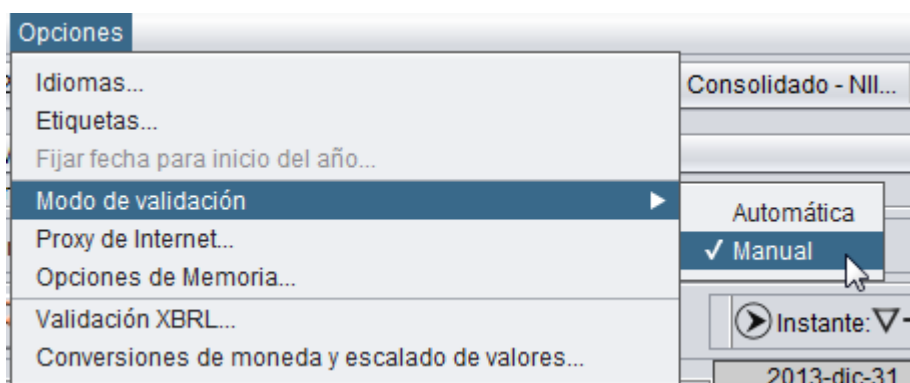 Opciones
Idiomas...
Consolidado - NII...
Etiquetas...
Fijar fecha para inicio del año...
Modo de validación
Automática
Proxy de Internet...
✓ Manual
Opciones de Memoria...
Validación XBRL...
Instante:
Conversiones de moneda y escalado de valores...
2013-dic-31